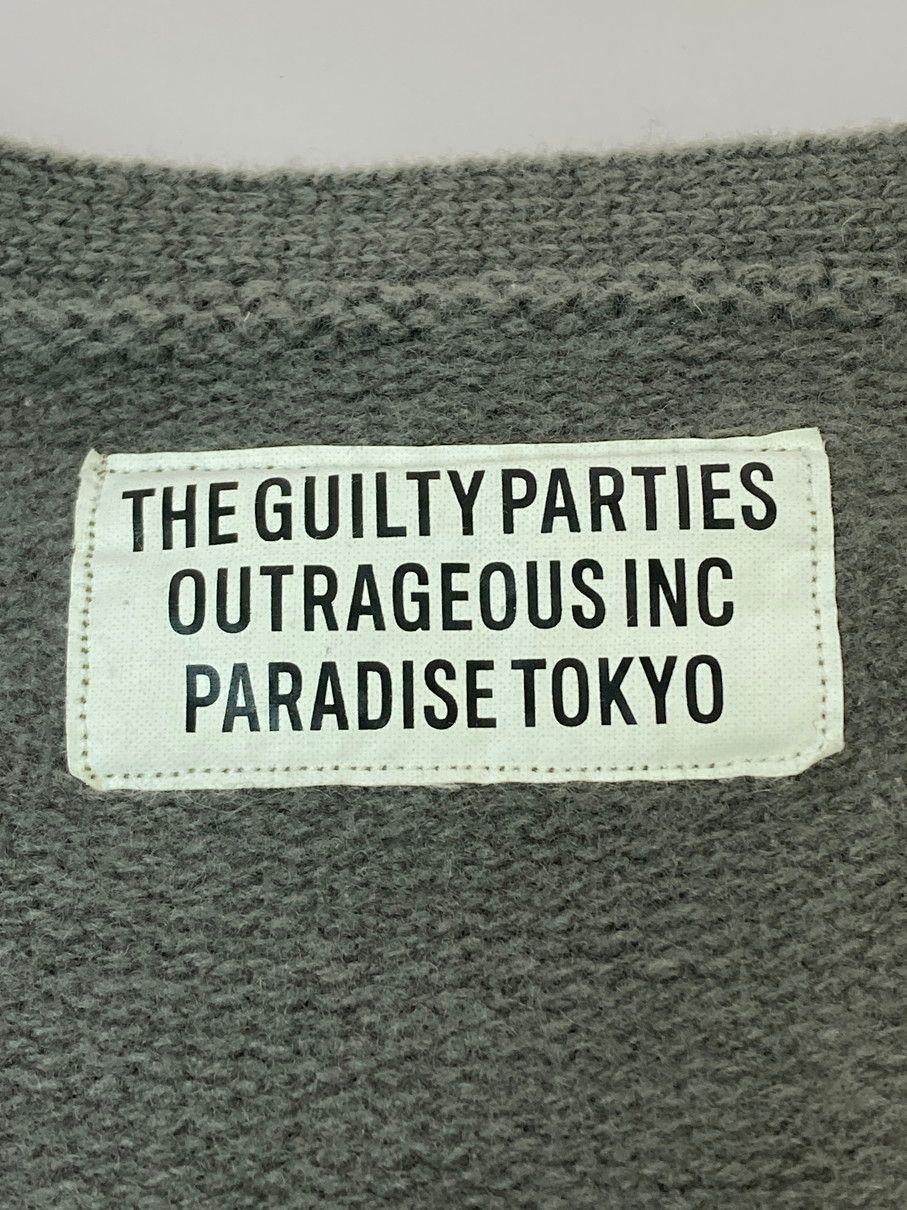 THE GUILTY PARTIES
OUTRAGEOUS INC
PARADISE TOKYO